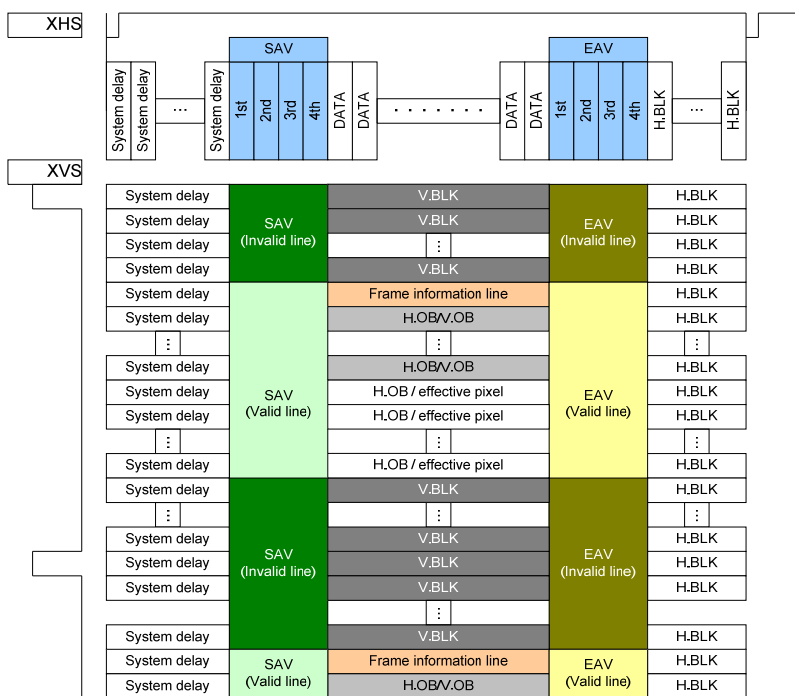 XHS
SAV
EAV
System delay
System delay
...
System delay
1st
2nd
3rd
4th
DATA
DATA
. . . . . . .
DATA
DATA
1st
2nd
3rd
4th
H.BLK
...
H.BLK
XVS
System delay
SAV
(Invalid line)
V.BLK
EAV
(Invalid line)
H.BLK
System delay
V.BLK
H.BLK
System delay
⋮
H.BLK
System delay
V.BLK
H.BLK
System delay
SAV
(Valid line)
Frame information line
EAV
(Valid line)
H.BLK
System delay
H.OB/V.OB
H.BLK
⋮
⋮
⋮
System delay
H.OB/V.OB
H.BLK
System delay
H.OB / effective pixel
H.BLK
System delay
H.OB / effective pixel
H.BLK
⋮
⋮
⋮
System delay
H.OB / effective pixel
H.BLK
System delay
SAV
(Invalid line)
V.BLK
EAV
(Invalid line)
H.BLK
⋮
⋮
⋮
System delay
V.BLK
H.BLK
System delay
V.BLK
H.BLK
System delay
V.BLK
H.BLK
⋮
System delay
V.BLK
H.BLK
System delay
SAV
(Valid line)
Frame information line
EAV
(Valid line)
H.BLK
System delay
H.OB/V.OB
H.BLK